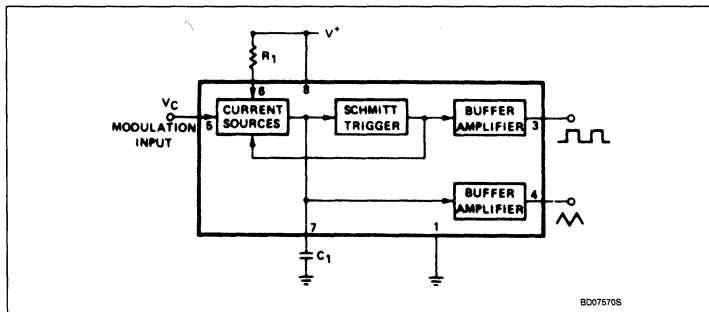 V+
R1
6
8
VC
MODULATION
INPUT
5
CURRENT
SOURCES
SCHMITT
TRIGGER
BUFFER
AMPLIFIER
3
BUFFER
AMPLIFIER
4
7
1
C1
BD07570S